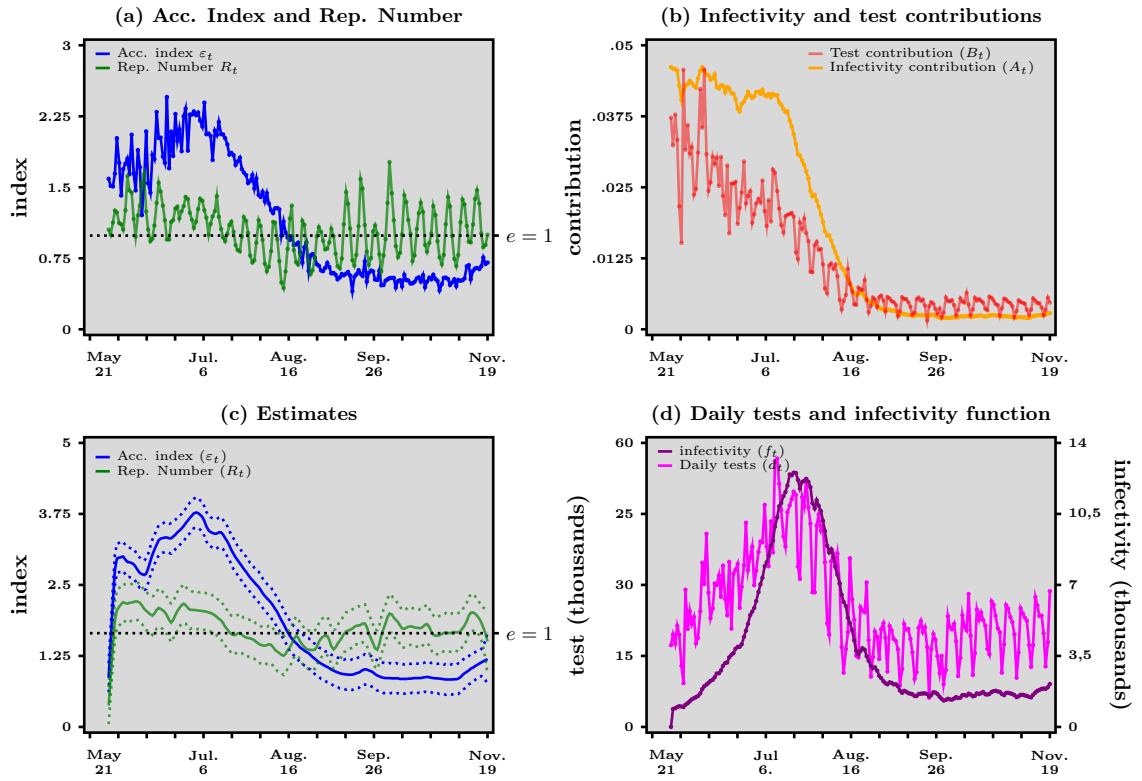 (a) Acc. Index and Rep. Number
3
2.25
1.5
0.75
0
index
Acc. index εt
Rep. Number Rt
e = 1
May 21
Jul. 6
Aug. 16
Sep. 26
Nov. 19
(b) Infectivity and test contributions
.05
.0375
.025
.0125
0
contribution
Test contribution (Bt)
Infectivity contribution (At)
May 21
Jul. 6
Aug. 16
Sep. 26
Nov. 19
(c) Estimates
5
3.75
2.5
1.25
0
index
Acc. index (εt)
Rep. Number (Rt)
e = 1
May 21
Jul. 6
Aug. 16
Sep. 26
Nov. 19
(d) Daily tests and infectivity function
60
25
30
15
0
test (thousands)
infectivity (ft)
Daily tests (dt)
14
10,5
7
3,5
0
infectivity (thousands)
May 21
Jul 6.
Aug. 16
Sep. 26
Nov. 19